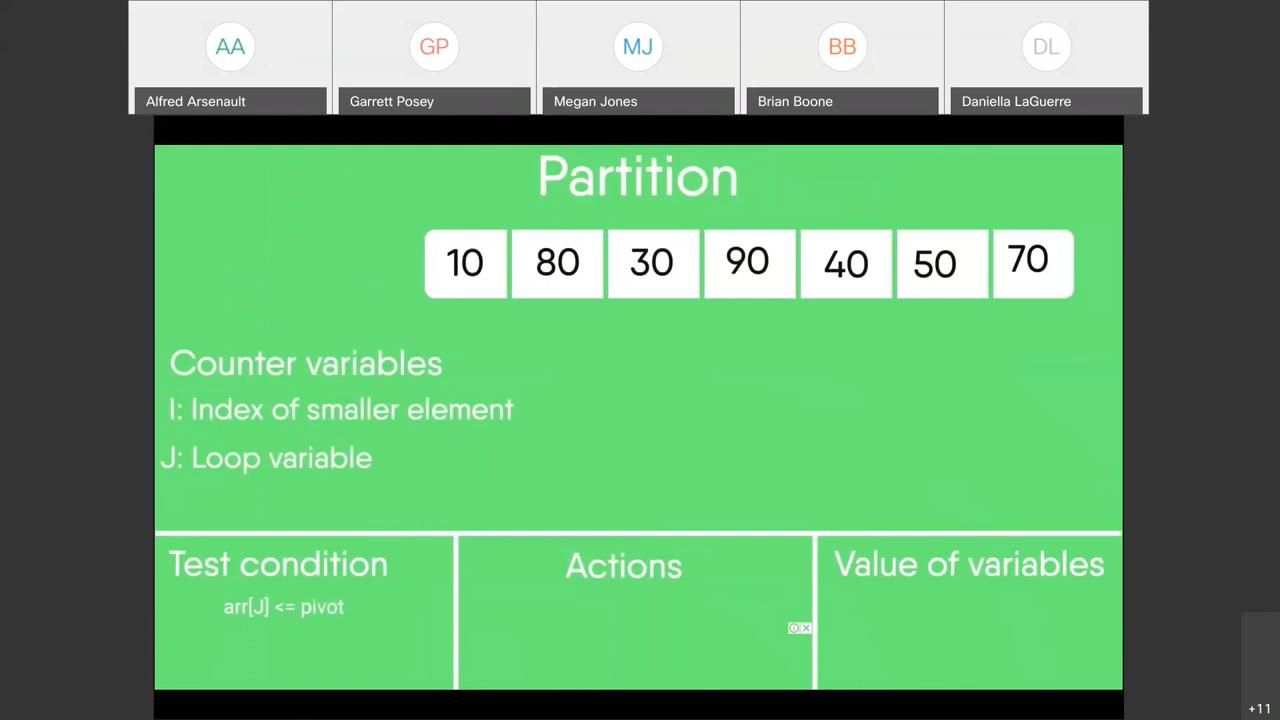 AA GP MJ BB DL
Alfred Arsenault Garrett Posey Megan Jones Brian Boone Daniella LaGuerre
Partition
10 80 30 90 40 50 70
Counter variables
I: Index of smaller element
J: Loop variable
Test condition Actions Value of variables
arr[J] <= pivot
+11